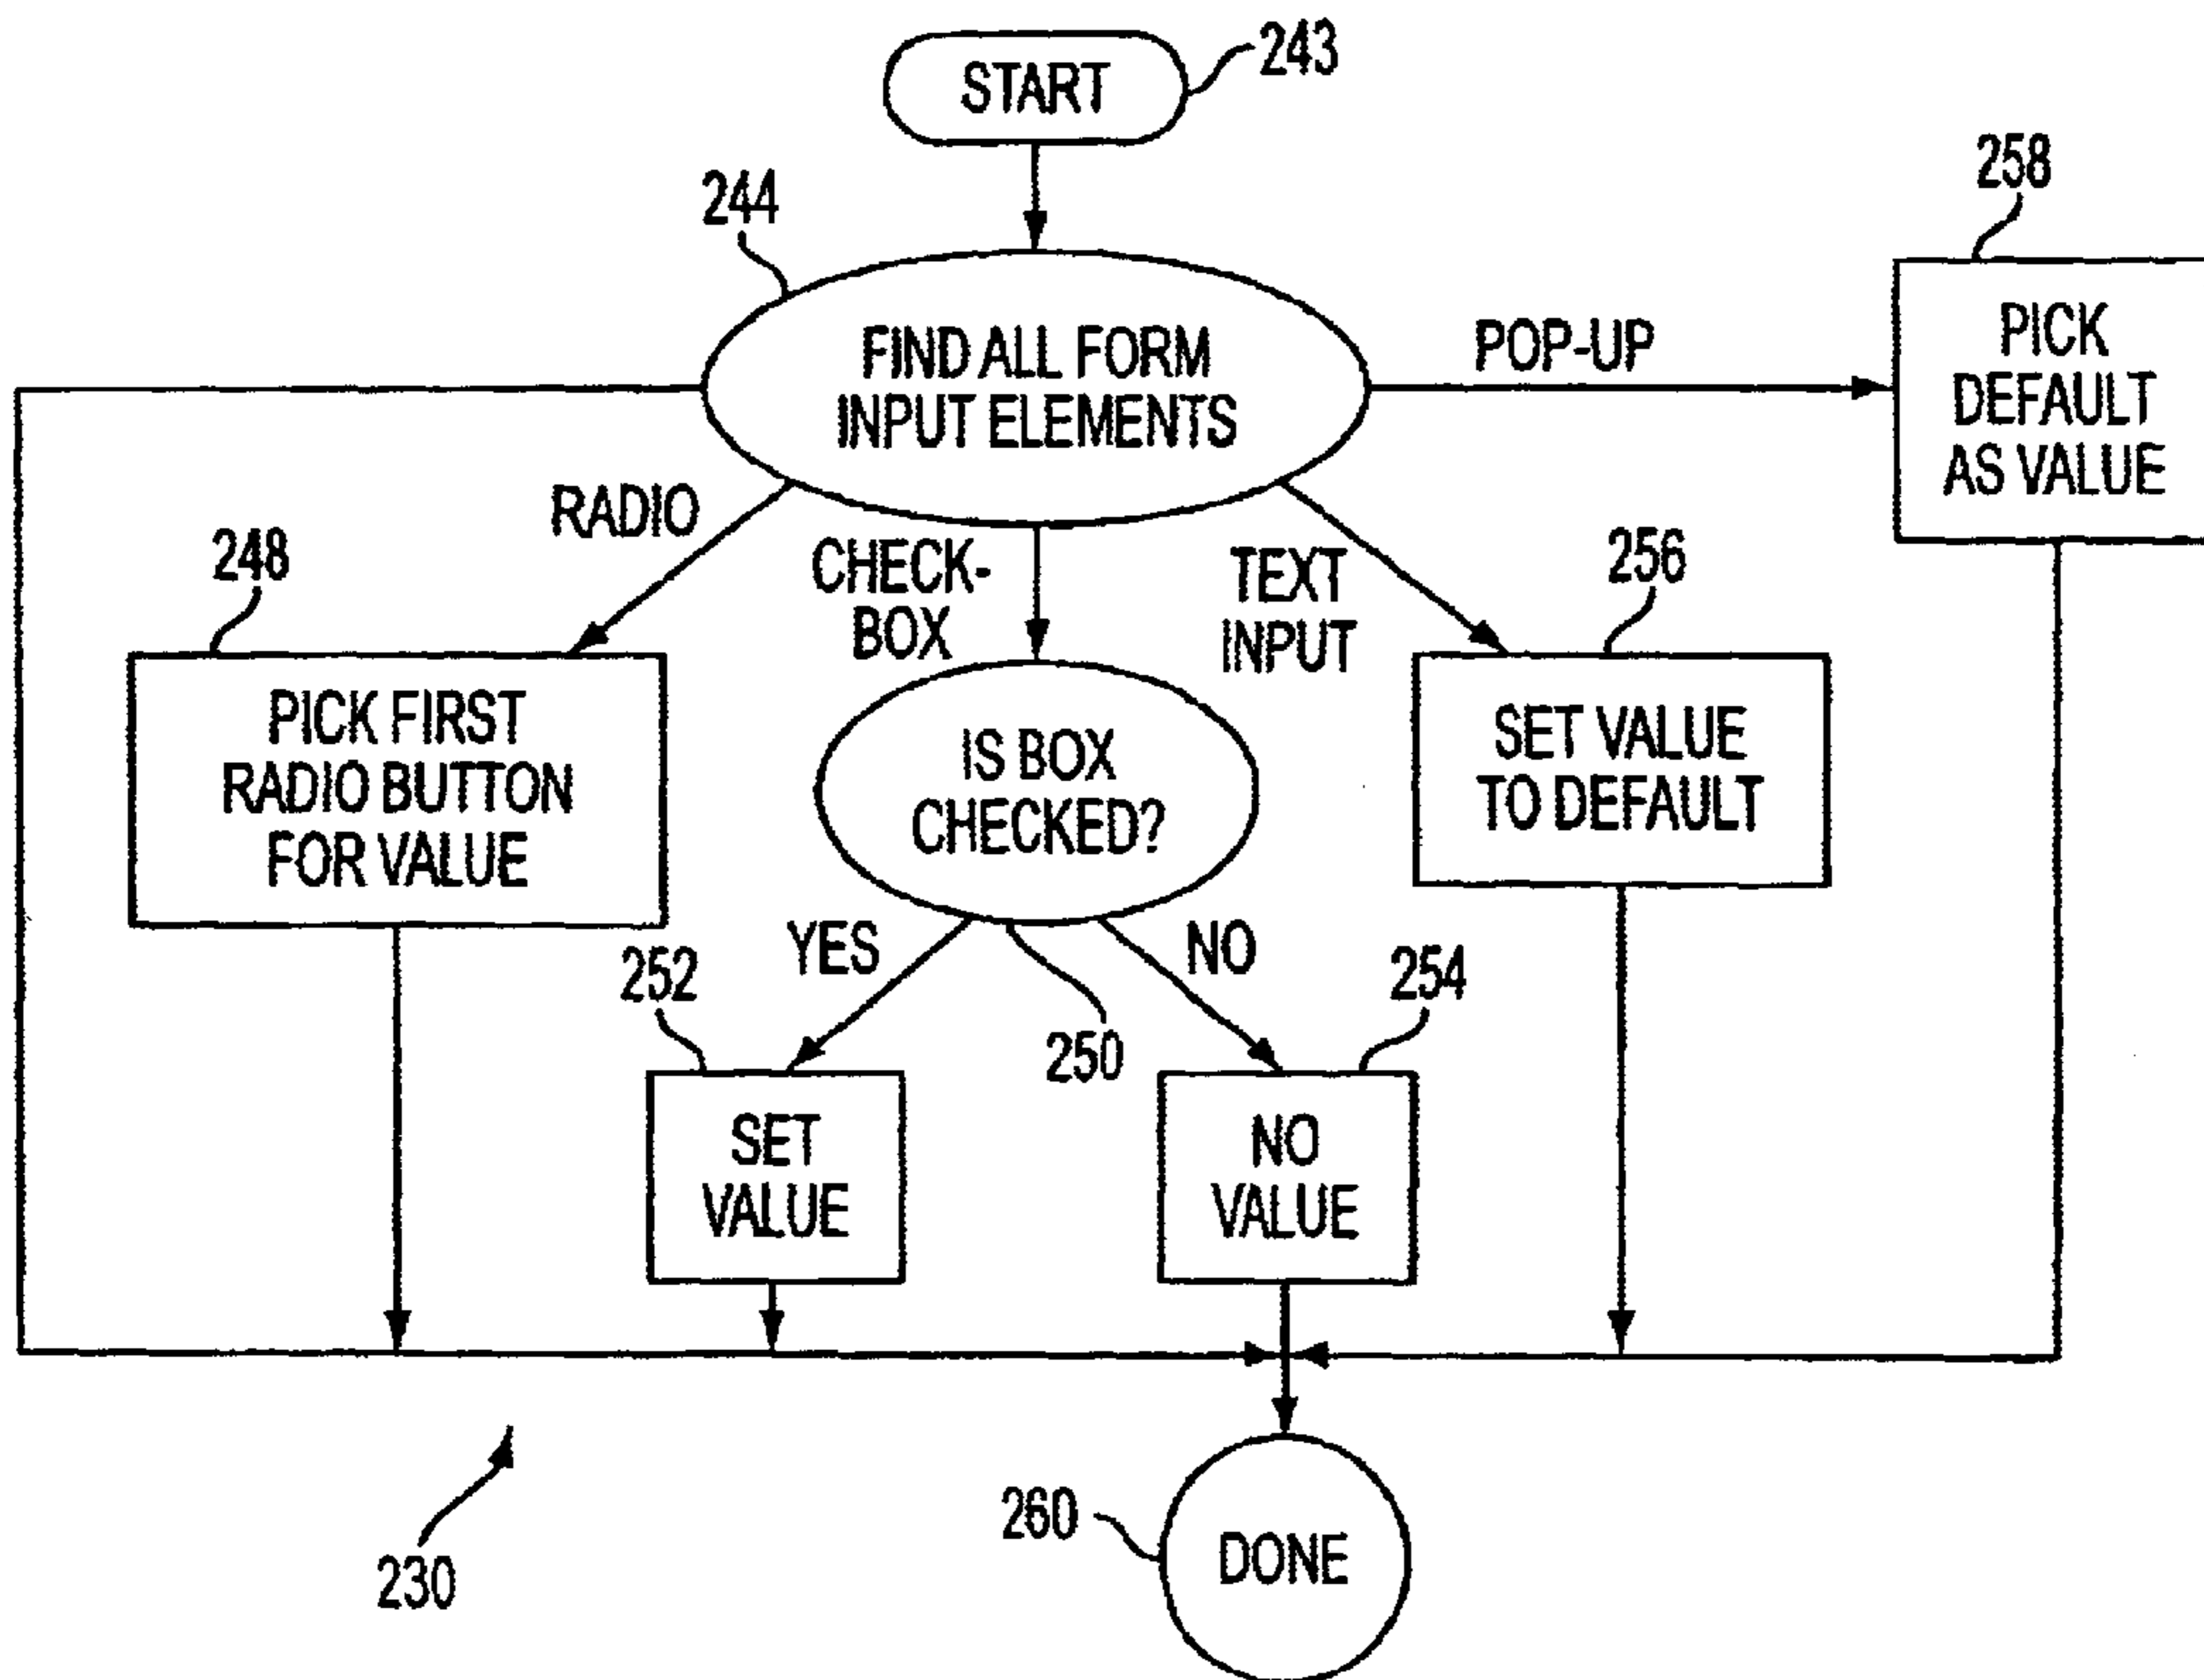 START
243
244
258
FIND ALL FORM
INPUT ELEMENTS
POP-UP
PICK
DEFAULT
AS VALUE
RADIO
CHECK-
BOX
TEXT
INPUT
248
256
PICK FIRST
RADIO BUTTON
FOR VALUE
IS BOX
CHECKED?
SET VALUE
TO DEFAULT
YES
NO
252
250
254
SET
VALUE
NO
VALUE
230
260
DONE